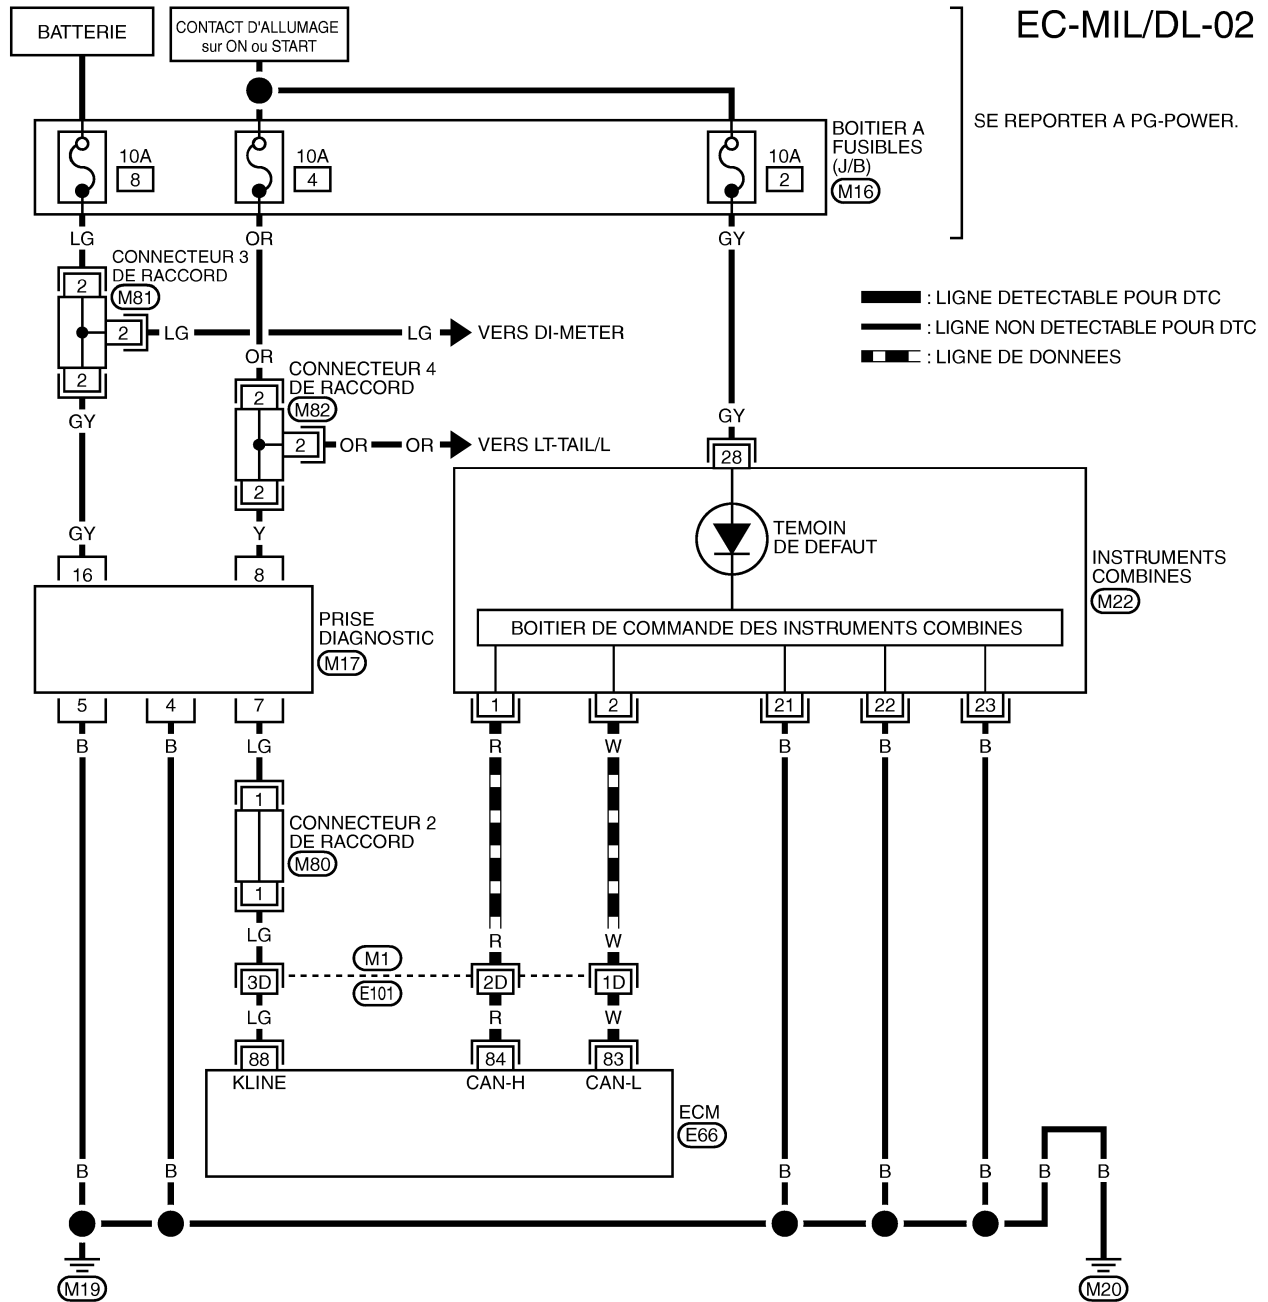 EC-MIL/DL-02
BATTERIE
CONTACT D'ALLUMAGE
sur ON ou START
SE REPORTER A PG-POWER.
10A
8
10A
4
10A
2
BOITIER A
FUSIBLES
(J/B)
M16
LG
OR
GY
CONNECTEUR 3
DE RACCORD
M81
2
2
LG
LG
VERS DI-METER
2
: LIGNE DETECTABLE POUR DTC
: LIGNE NON DETECTABLE POUR DTC
: LIGNE DE DONNEES
OR
CONNECTEUR 4
DE RACCORD
M82
2
2
OR
OR
VERS LT-TAIL/L
2
GY
GY
28
GY
Y
16
8
TEMOIN
DE DEFAUT
INSTRUMENTS
COMBINES
M22
BOITIER DE COMMANDE DES INSTRUMENTS COMBINES
PRISE
DIAGNOSTIC
M17
5
4
7
1
2
21
22
23
B
B
LG
R
W
B
B
B
1
CONNECTEUR 2
DE RACCORD
M80
1
LG
R
W
M1
3D
2D
1D
E101
LG
R
W
88
84
83
KLINE
CAN-H
CAN-L
ECM
E66
B
B
B
B
B
B
B
M19
M20